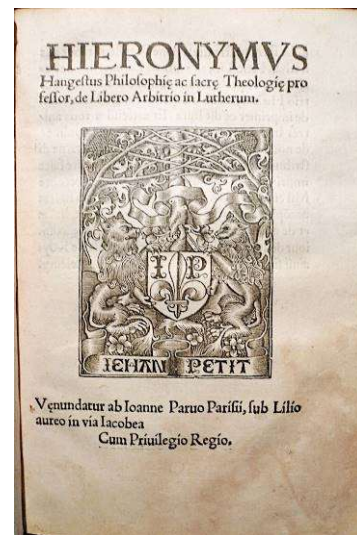 HIERONYMVS
Hangestus Philosophię ac sacrę Theologię pro
fessor, de Libero Arbitrio in Lutherum.
I P
IEHAN PETIT
Vęnundatur ab Ioanne Paruo Parisii, sub Lilio
aureo in via Iacobea
Cum Priuilegio Regio.